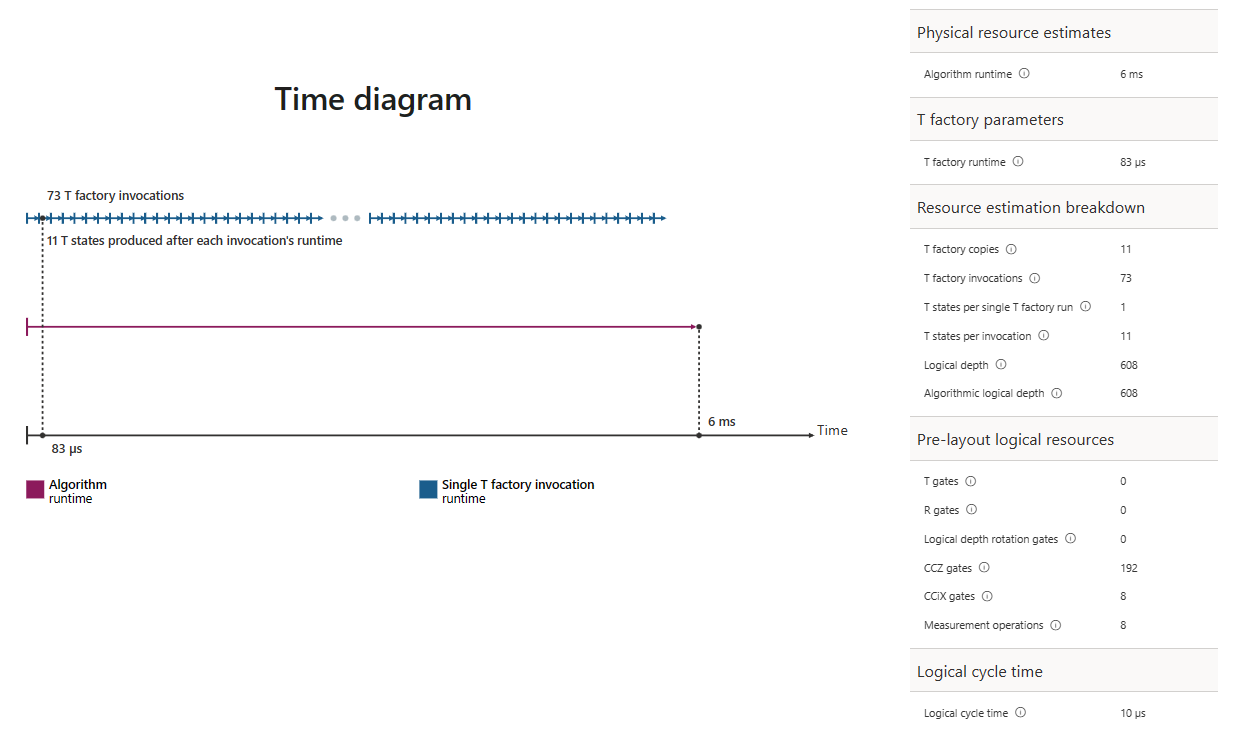 Time diagram
73 T factory invocations
11 T states produced after each invocation's runtime
6 ms
Time
83 µs
Algorithm
runtime
Single T factory invocation
runtime
Physical resource estimates
Algorithm runtime 6 ms
T factory parameters
T factory runtime 83 µs
Resource estimation breakdown
T factory copies 11
T factory invocations 73
T states per single T factory run 1
T states per invocation 11
Logical depth 608
Algorithmic logical depth 608
Pre-layout logical resources
T gates 0
R gates 0
Logical depth rotation gates 0
CCZ gates 192
CCiX gates 8
Measurement operations 8
Logical cycle time
Logical cycle time 10 µs